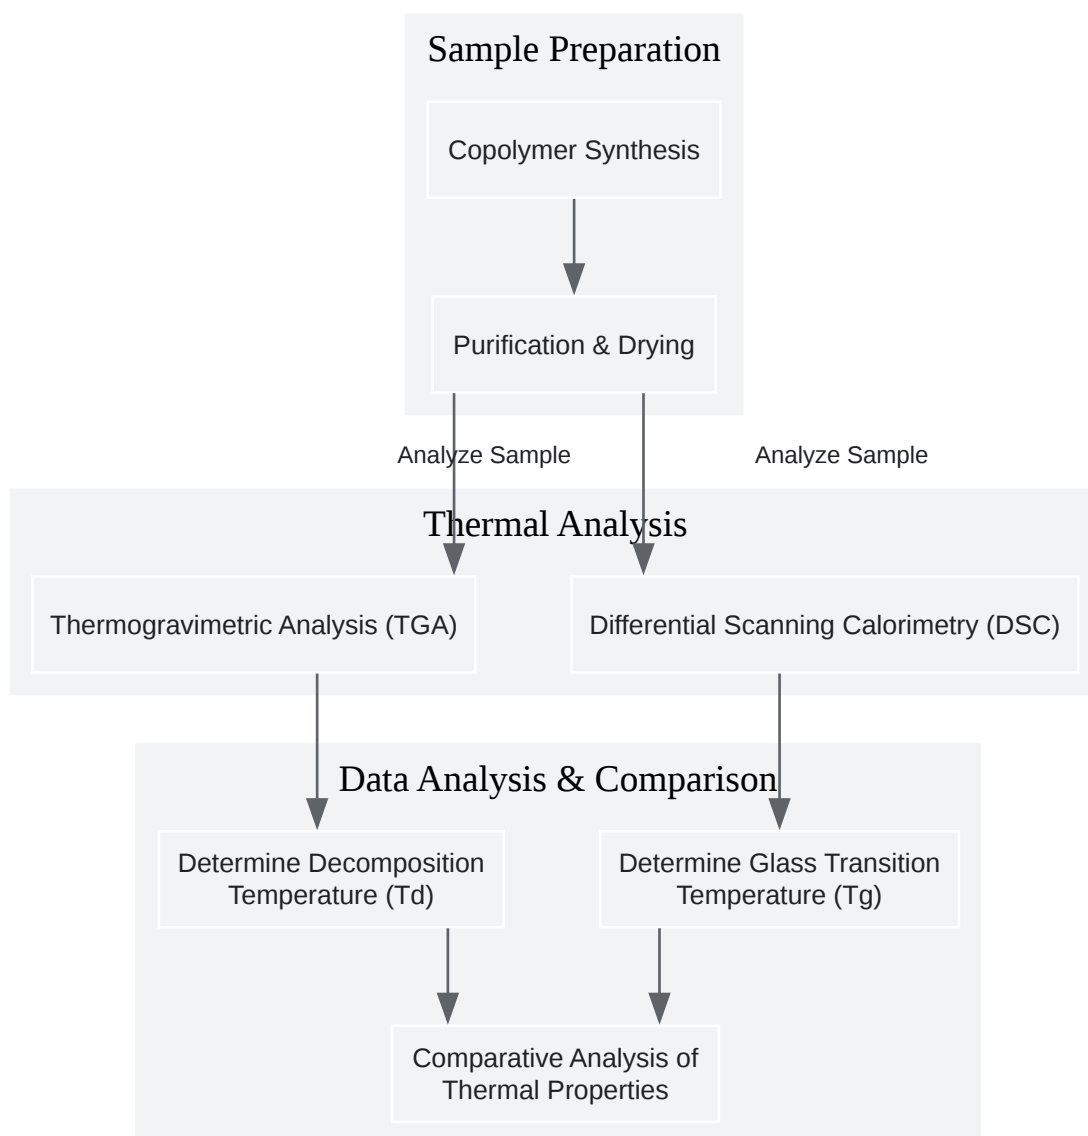 Sample Preparation
Copolymer Synthesis
Purification & Drying
Analyze Sample
Analyze Sample
Thermal Analysis
Thermogravimetric Analysis (TGA)
Differential Scanning Calorimetry (DSC)
Data Analysis & Comparison
Determine Decomposition
Temperature (Td)
Determine Glass Transition
Temperature (Tg)
Comparative Analysis of
Thermal Properties